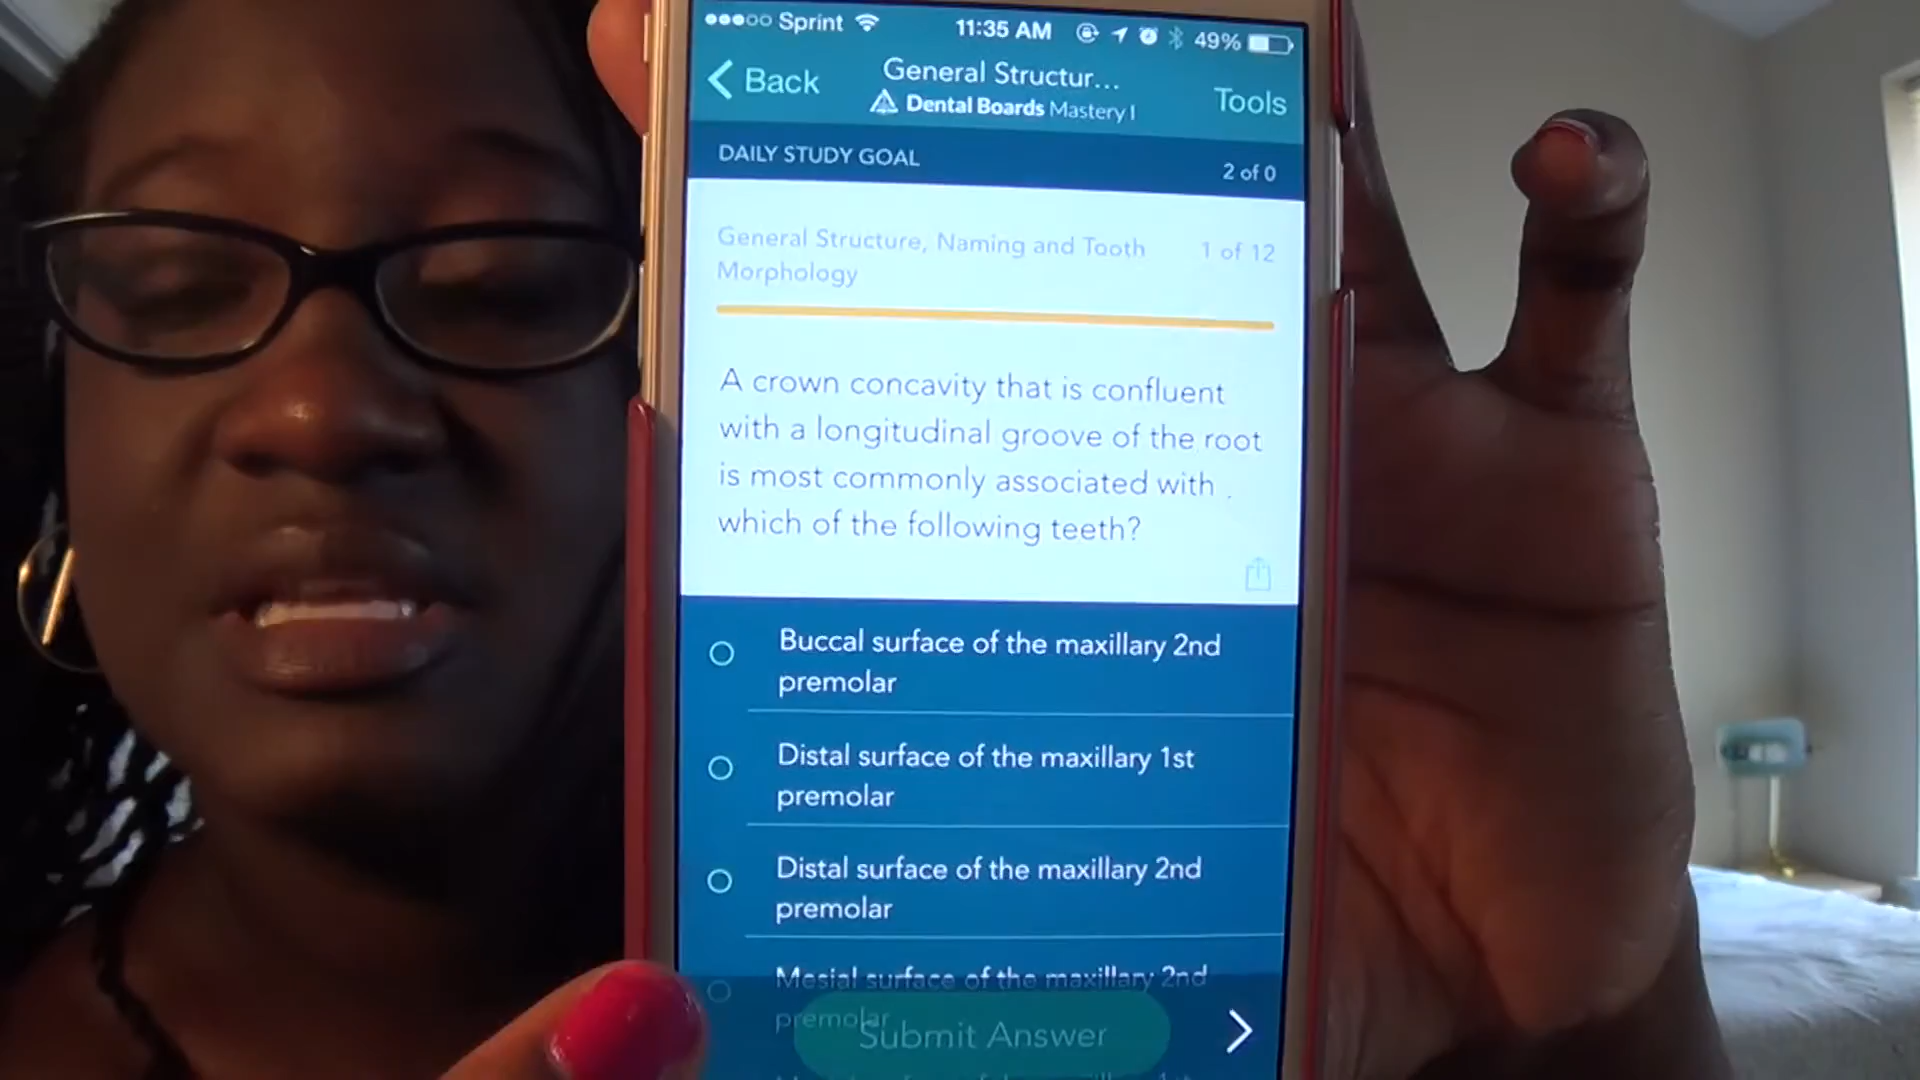 Sprint 11:35 AM 49%
Back General Structur... Tools
Dental Boards Mastery I
DAILY STUDY GOAL 2 of 0
General Structure, Naming and Tooth 1 of 12
Morphology
A crown concavity that is confluent
with a longitudinal groove of the root
is most commonly associated with .
which of the following teeth?
Buccal surface of the maxillary 2nd
premolar
Distal surface of the maxillary 1st
premolar
Distal surface of the maxillary 2nd
premolar
Mesial surface of the maxillary 2nd
premolar
Submit Answer